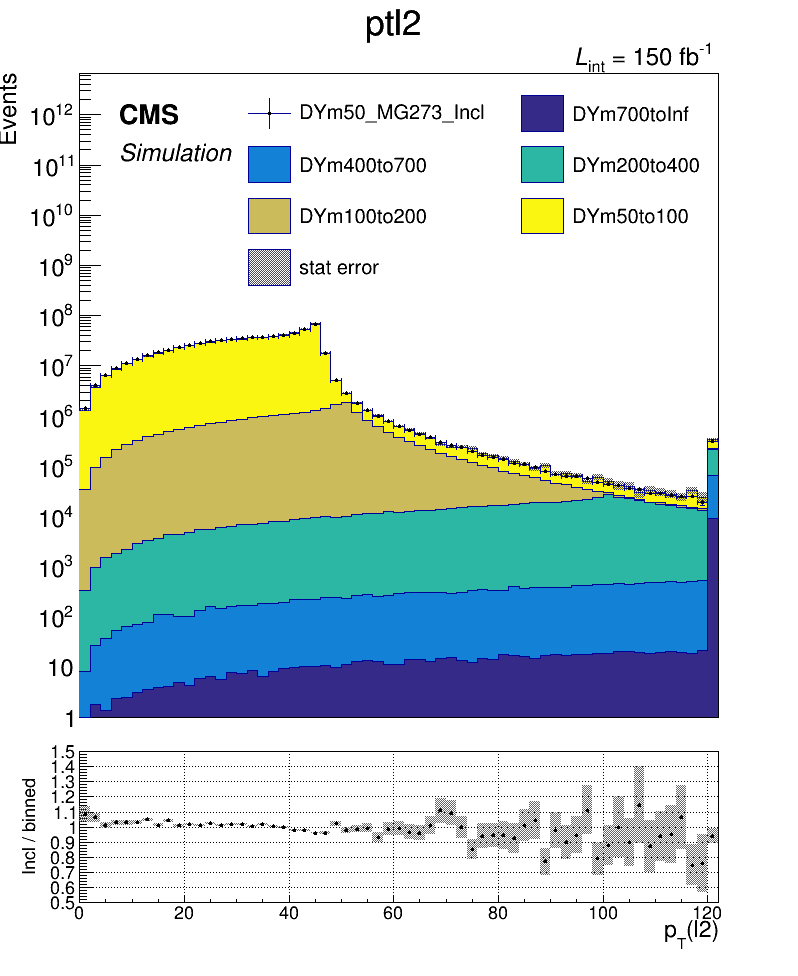 ptl2
L_int = 150 fb^-1
Events
CMS
Simulation
DYm50_MG273_Incl
DYm700toInf
DYm400to700
DYm200to400
DYm100to200
DYm50to100
stat error
10^12
10^11
10^10
10^9
10^8
10^7
10^6
10^5
10^4
10^3
10^2
10
1
Incl / binned
1.5
1.4
1.3
1.2
1.1
1
0.9
0.8
0.7
0.6
0.5
0 20 40 60 80 100 120
p_T(l2)